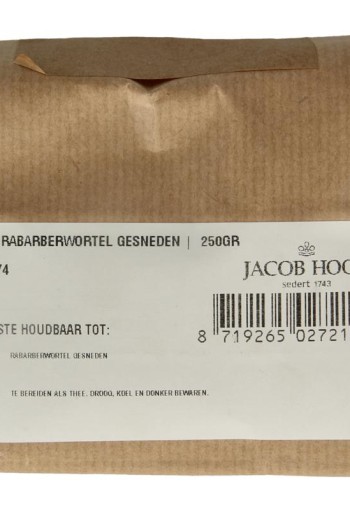 RABARBERWORTEL GESNEDEN | 250GR
74
JACOB HOO
sedert 1743
STE HOUDBAAR TOT:
8 719265 02721
RABARBERWORTEL GESNEDEN
TE BEREIDEN ALS THEE, DROOG, KOEL EN DONKER BEWAREN.